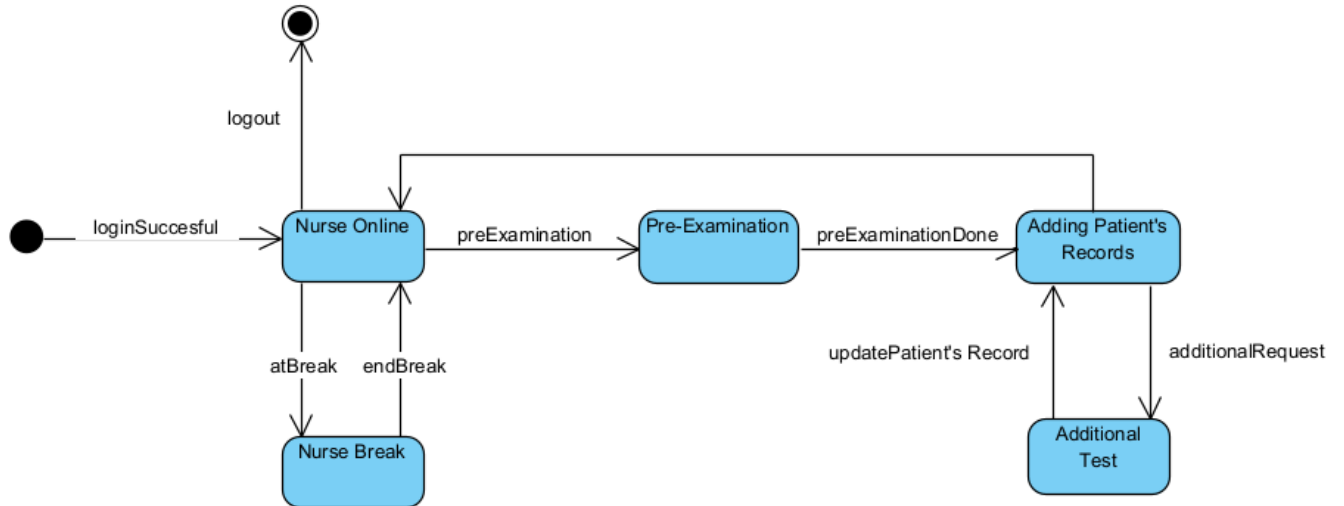 logout
loginSuccesful
Nurse Online
preExamination
Pre-Examination
preExaminationDone
Adding Patient's
Records
atBreak
endBreak
updatePatient's Record
additionalRequest
Nurse Break
Additional
Test